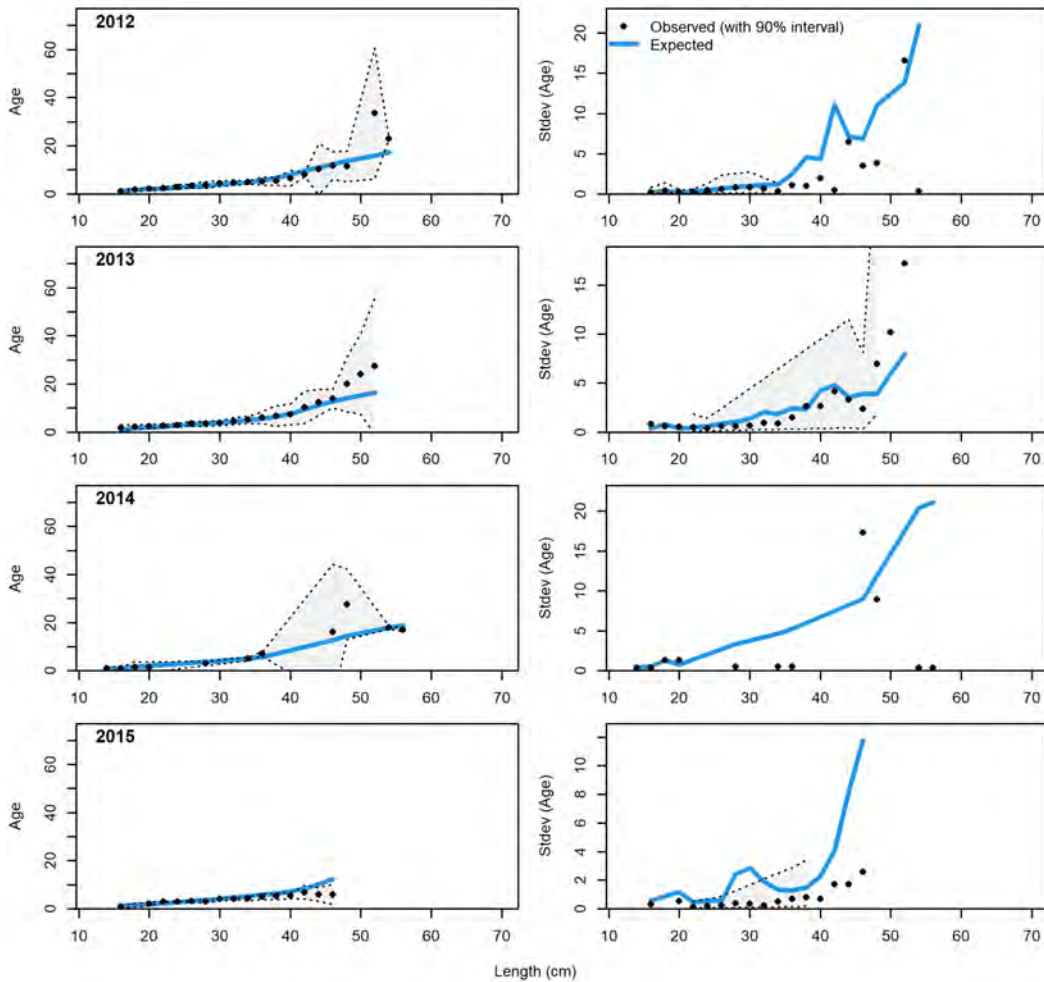 2012
Age
0 20 40 60
10 20 30 40 50 60 70
Stdev (Age)
0 5 10 15 20
10 20 30 40 50 60 70
Observed (with 90% interval)
Expected
2013
Age
0 20 40 60
10 20 30 40 50 60 70
Stdev (Age)
0 5 10 15
10 20 30 40 50 60 70
2014
Age
0 20 40 60
10 20 30 40 50 60 70
Stdev (Age)
0 5 10 15 20
10 20 30 40 50 60 70
2015
Age
0 20 40 60
10 20 30 40 50 60 70
Stdev (Age)
0 2 4 6 8 10
10 20 30 40 50 60 70
Length (cm)